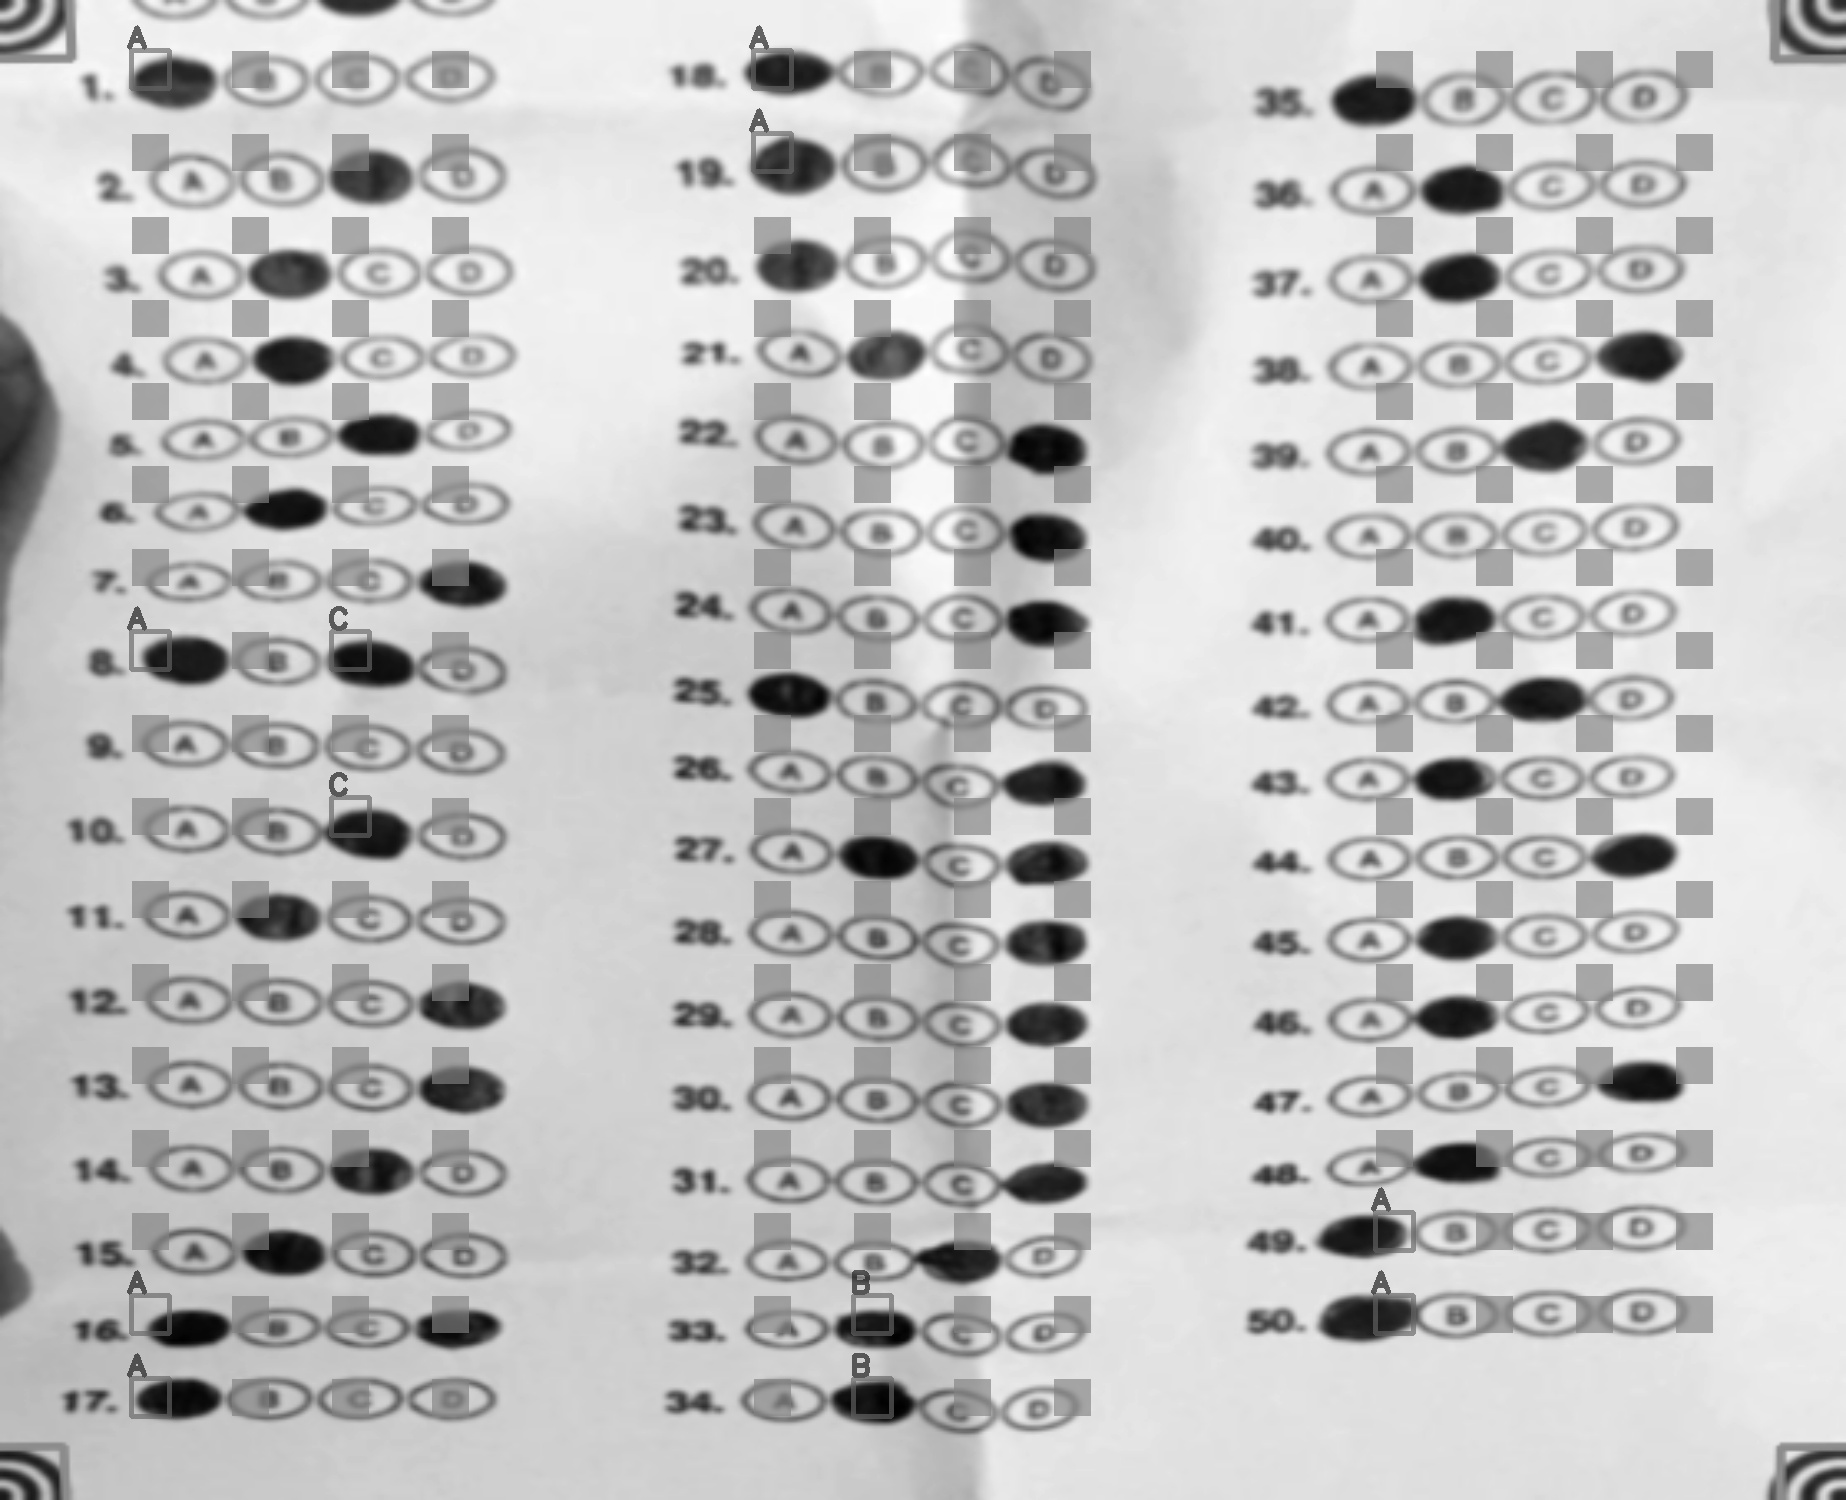 A
1. B C D
2. A B D
3. A C D
4. A C D
5. A B D
6. A C D
7. A B C
A C
8. B D
9. A B C D
C
10. A B D
11. A C D
12. A B C
13. A B C
14. A B D
15. A C D
A
16. B C
A
17. B C D
A
18. B C D
A
19. B C D
20. B C D
21. A C D
22. A B C
23. A B C
24. A B C
25. B C D
26. A B C
27. A C
28. A B C
29. A B C
30. A B C
31. A B C
32. A B D
B
33. A C D
B
34. A C D
35. B C D
36. A C D
37. A C D
38. A B C
39. A B D
40. A B C D
41. A C D
42. A B D
43. A C D
44. A B C
45. A C D
46. A C D
47. A B C
48. A C D
A
49. B C D
A
50. B C D